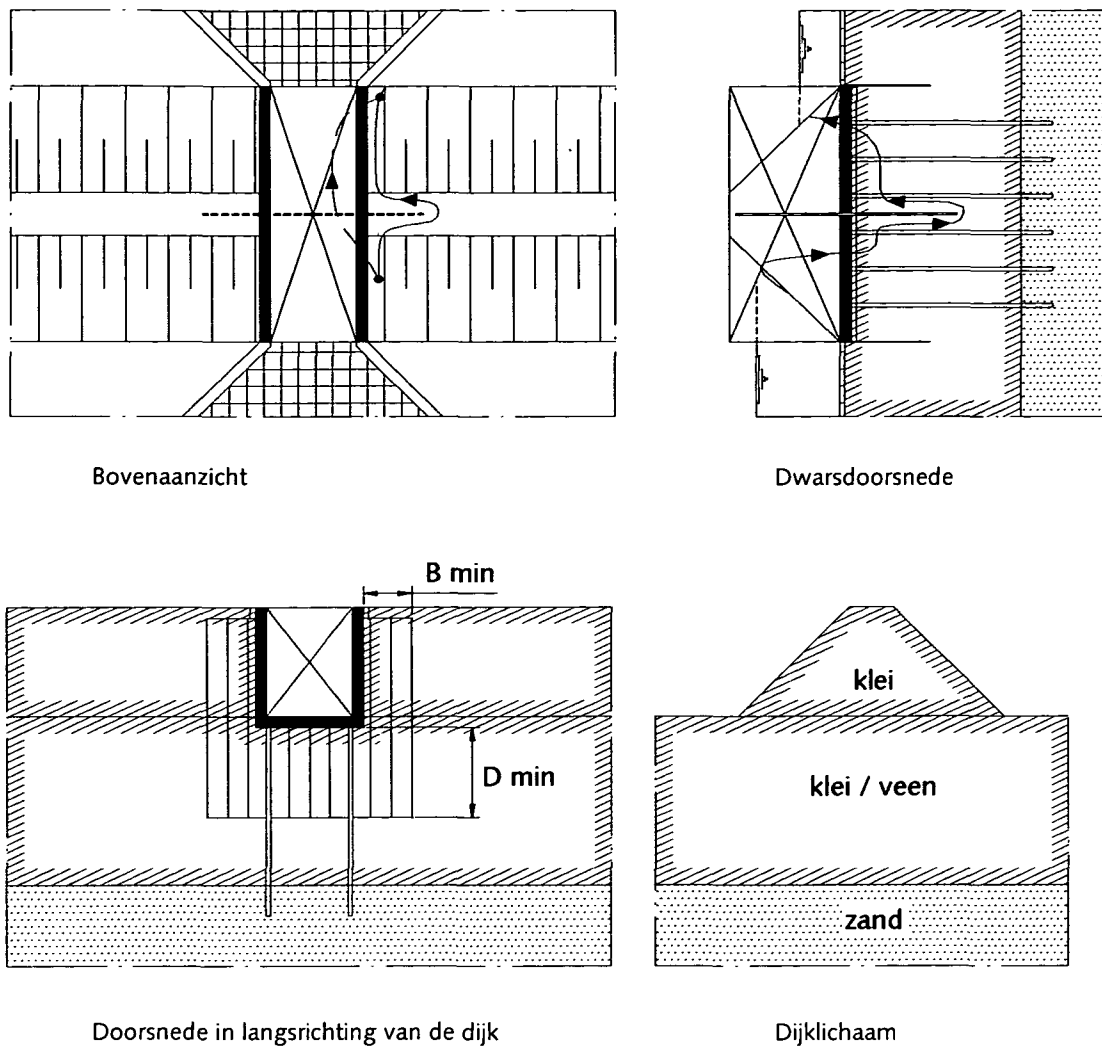 Bovenaanzicht
Dwarsdoorsnede
B min
D min
klei
klei / veen
zand
Doorsnede in langsrichting van de dijk
Dijklichaam